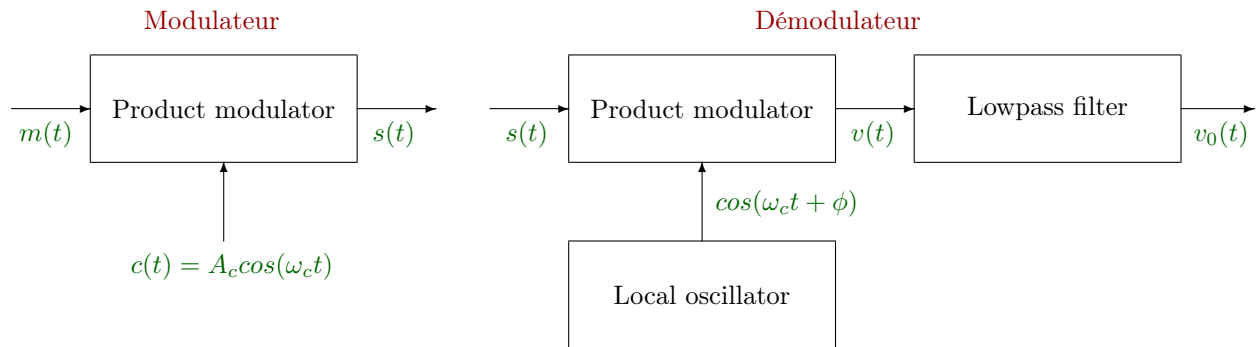 Modulateur
Démodulateur
Product modulator
m(t)
s(t)
c(t) = A_c cos(ω_c t)
Product modulator
s(t)
v(t)
Lowpass filter
v_0(t)
cos(ω_c t + ϕ)
Local oscillator